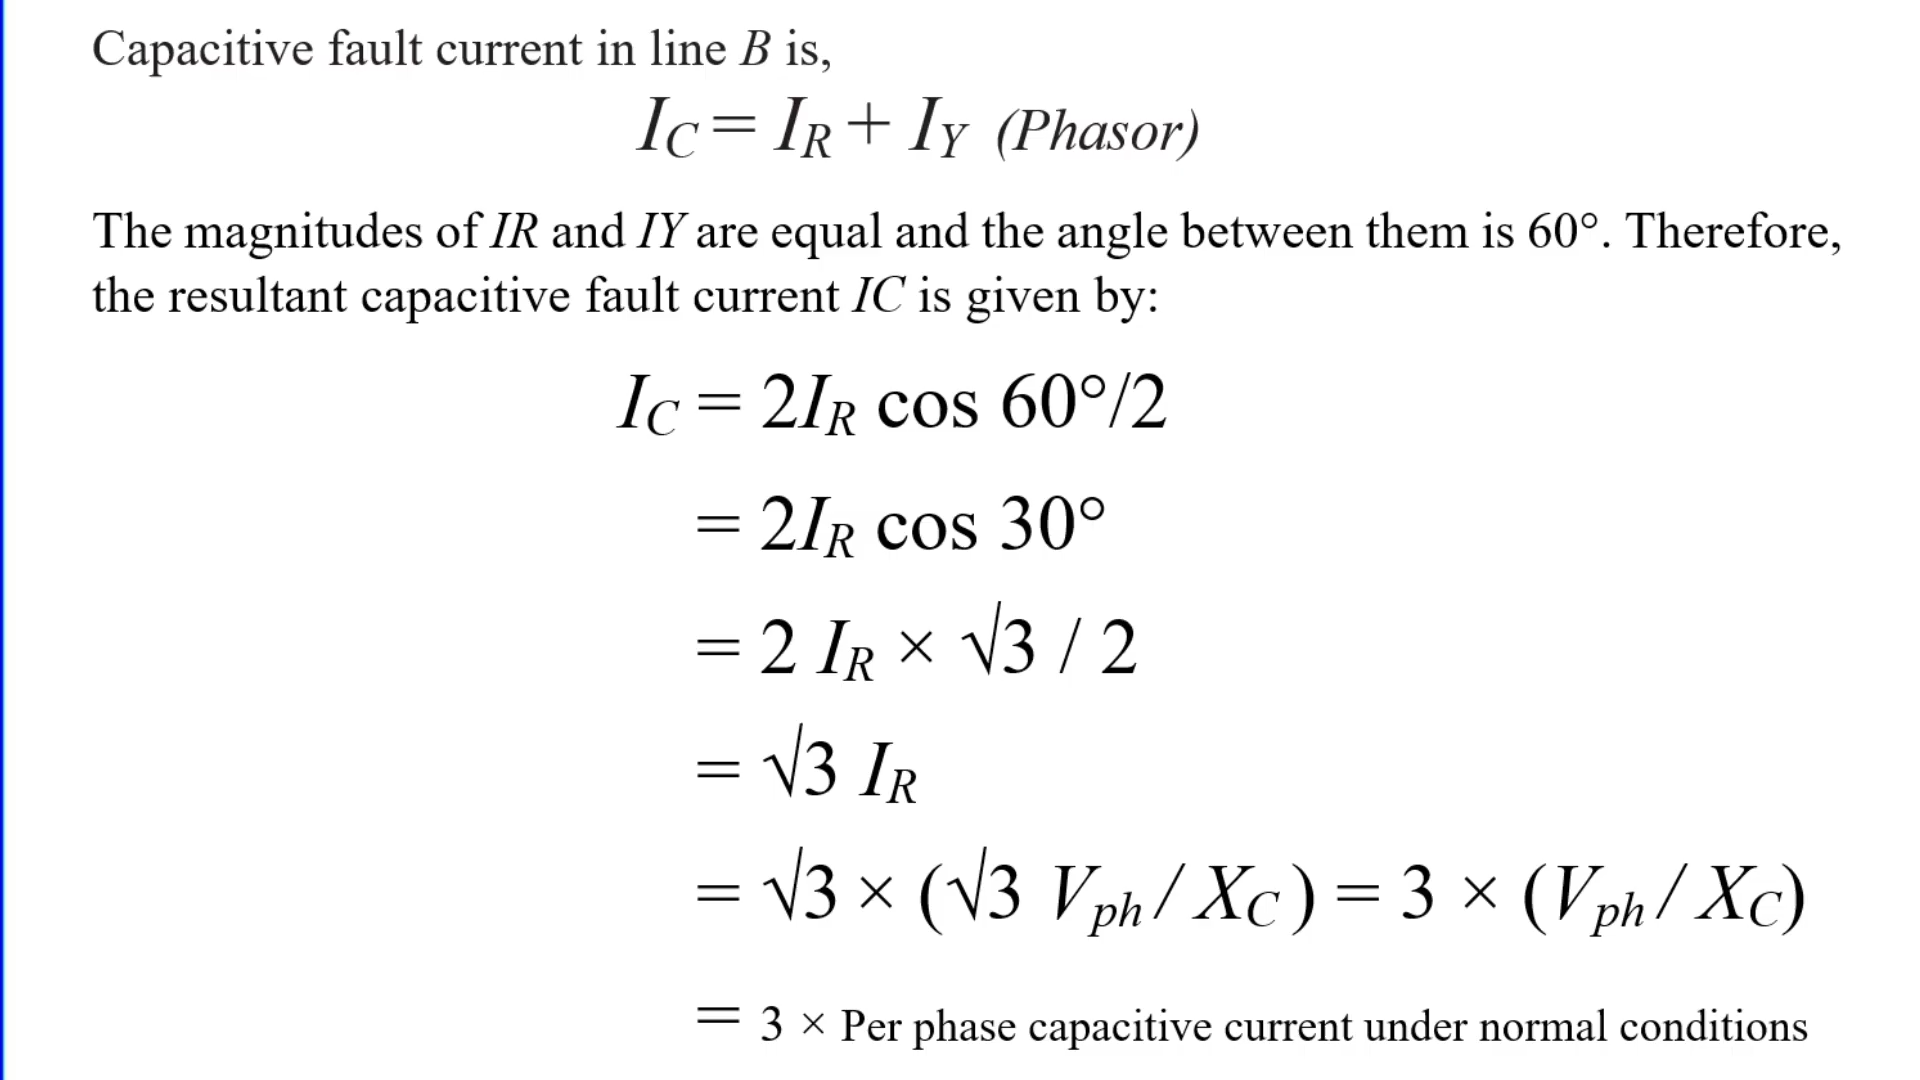 Capacitive fault current in line B is,
IC = IR + IY (Phasor)
The magnitudes of IR and IY are equal and the angle between them is 60°. Therefore,
the resultant capacitive fault current IC is given by:
IC = 2IR cos 60°/2
= 2IR cos 30°
= 2 IR × √3 / 2
= √3 IR
= √3 × (√3 Vph / XC ) = 3 × (Vph / XC)
= 3 × Per phase capacitive current under normal conditions